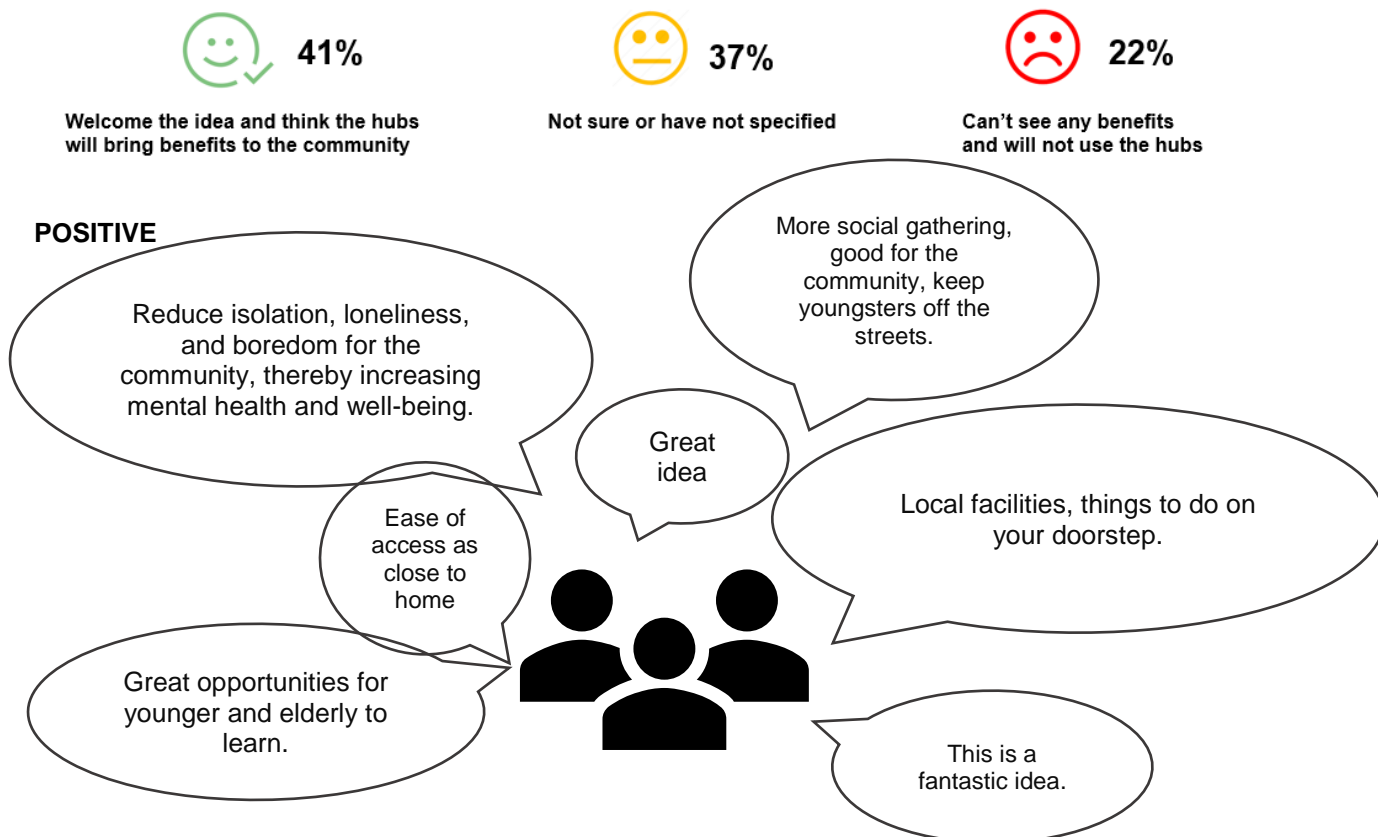 41%
37%
22%
Welcome the idea and think the hubs
will bring benefits to the community
Not sure or have not specified
Can't see any benefits
and will not use the hubs
POSITIVE
More social gathering,
good for the
community, keep
youngsters off the
streets.
Reduce isolation, loneliness,
and boredom for the
community, thereby increasing
mental health and well-being.
Great
idea
Local facilities, things to do on
your doorstep.
Ease of
access as
close to
home
Great opportunities for
younger and elderly to
learn.
This is a
fantastic idea.